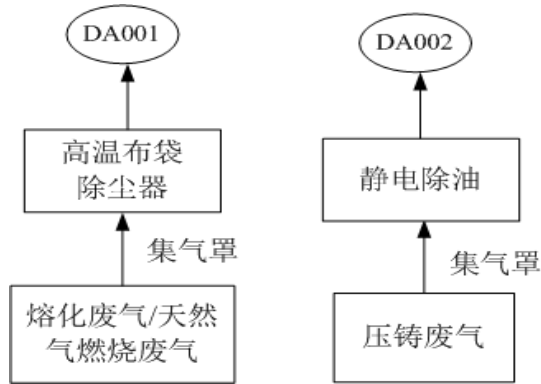 DA001
高温布袋
除尘器
集气罩
熔化废气/天然
气燃烧废气
DA002
静电除油
集气罩
压铸废气